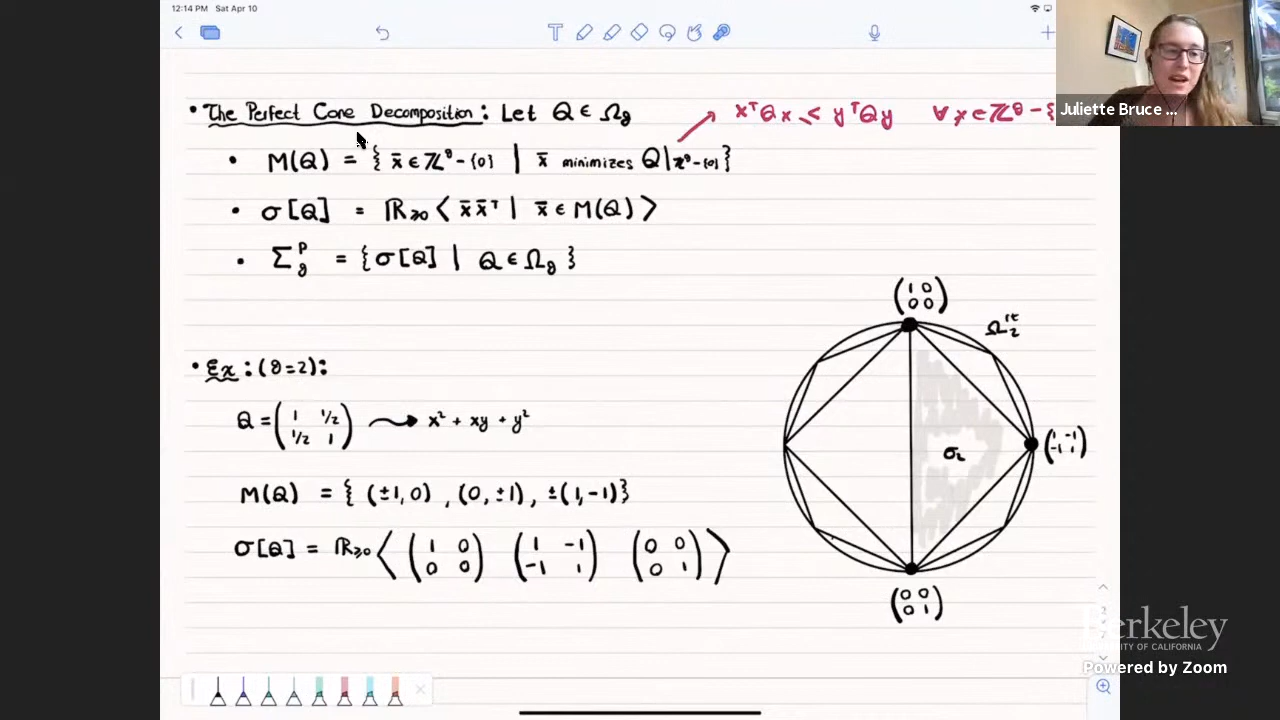 12:14 PM Sat Apr 10
• The Perfect Cone Decomposition: Let Q ∈ Ω_g
xᵀQx ≤ yᵀQy ∀ y ∈ ℤ^g - {
Juliette Bruce ...
• M(Q) = { x̄ ∈ ℤ^g - {0} | x̄ minimizes Q|ℤ^g-{0} }
• σ[Q] = ℝ≥0 ⟨ x̄x̄ᵀ | x̄ ∈ M(Q) ⟩
• Σ_g^P = { σ[Q] | Q ∈ Ω_g }
(1 0
0 0)
Ω_2^rt
• Ex: (g=2):
Q = (1 1/2
1/2 1) → x² + xy + y²
(1 -1
-1 1)
M(Q) = { (±1,0), (0,±1), ±(1,-1) }
σ[Q] = ℝ≥0 ⟨ (1 0 (1 -1 (0 0
0 0) -1 1) 0 1) ⟩
(0 0
0 1)
Berkeley
UNIVERSITY OF CALIFORNIA
Powered by Zoom